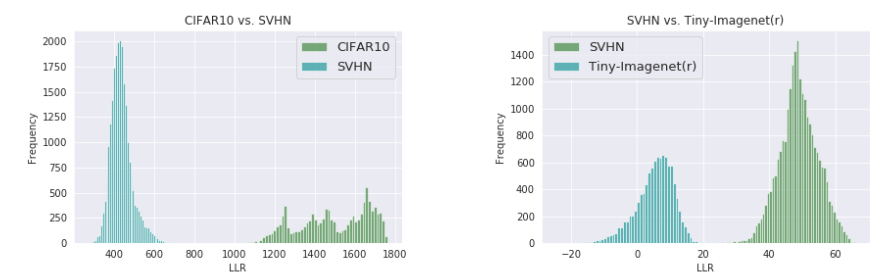 CIFAR10 vs. SVHN
2000
1750
1500
1250
1000
750
500
250
0
Frequency
CIFAR10
SVHN
400 600 800 1000 1200 1400 1600 1800
LLR
SVHN vs. Tiny-Imagenet(r)
1400
1200
1000
800
600
400
200
0
Frequency
SVHN
Tiny-Imagenet(r)
−20 0 20 40 60
LLR